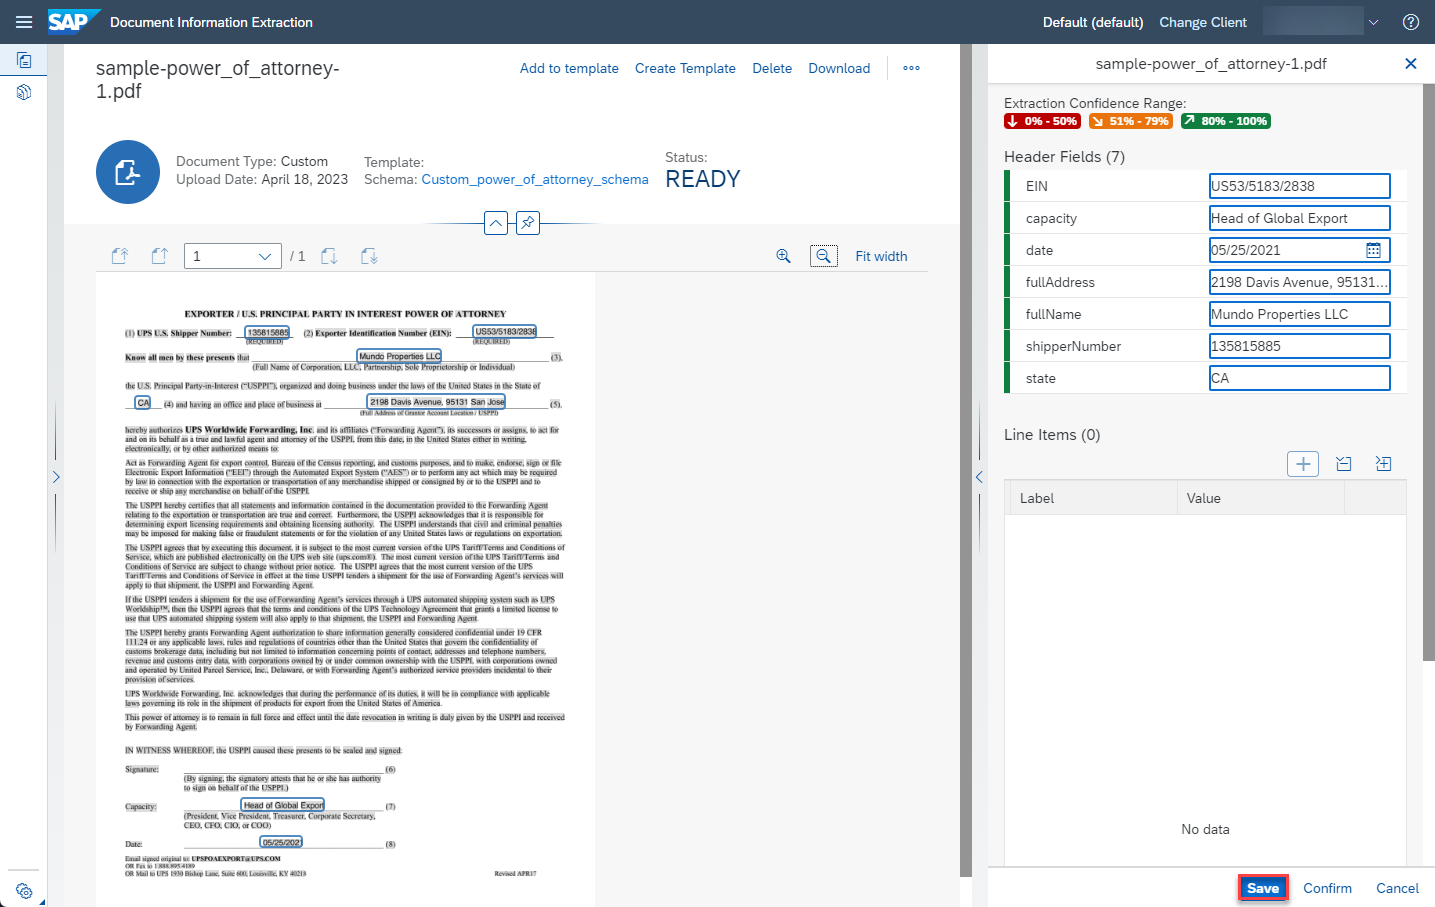 SAP Document Information Extraction
Default (default) Change Client
sample-power_of_attorney-
1.pdf
Add to template Create Template Delete Download
Document Type: Custom
Upload Date: April 18, 2023
Template:
Schema: Custom_power_of_attorney_schema
Status:
READY
1 / 1
Fit width
EXPORTER / U.S. PRINCIPAL PARTY IN INTEREST POWER OF ATTORNEY
(1) UPS U.S. Shipper Number: 135815885 (2) Exporter Identification Number (EIN): US53/5183/2838
(REQUIRED) (REQUIRED)
Know all men by these presents that Mundo Properties LLC (3),
(Full Name of Corporation, LLC, Partnership, Sole Proprietorship or Individual)
the U.S. Principal Party-in-Interest (“USPPI”), organized and doing business under the laws of the United States in the State of
CA (4) and having an office and place of business at 2198 Davis Avenue, 95131 San Jose (5),
(Full Address of Grantor Account Location / USPPI)
hereby authorizes UPS Worldwide Forwarding, Inc. and its affiliates (“Forwarding Agent”), its successors or assigns, to act for
and on its behalf as a true and lawful agent and attorney of the USPPI, from this date, in the United States either in writing,
electronically, or by other authorized means to:
Act as Forwarding Agent for export control, Bureau of the Census reporting, and customs purposes, and to make, endorse, sign or file
Electronic Export Information (“EEI”) through the Automated Export System (“AES”) or to perform any act which may be required
by law in connection with the exportation or transportation of any merchandise shipped or consigned by or to the USPPI and to
receive or ship any merchandise on behalf of the USPPI.
The USPPI hereby certifies that all statements and information contained in the documentation provided to the Forwarding Agent
relating to the exportation or transportation are true and correct. Furthermore, the USPPI acknowledges that it is responsible for
determining export licensing requirements and obtaining licensing authority. The USPPI understands that civil and criminal penalties
may be imposed for making false or fraudulent statements or for the violation of any United States laws or regulations on exportation.
The USPPI agrees that by executing this document, it is subject to the most current version of the UPS Tariff/Terms and Conditions of
Service, which are published electronically on the UPS web site (ups.com®). The most current version of the UPS Tariff/Terms and
Conditions of Service are subject to change without prior notice. The USPPI agrees that the most current version of the UPS
Tariff/Terms and Conditions of Service in effect at the time USPPI tenders a shipment for the use of Forwarding Agent's services will
apply to that shipment, the USPPI and Forwarding Agent.
If the USPPI tenders a shipment for the use of Forwarding Agent's services through a UPS automated shipping system such as UPS
Worldship™, then the USPPI agrees that the terms and conditions of the UPS Technology Agreement that grants a limited license to
use that UPS automated shipping system will also apply to that shipment, the USPPI and Forwarding Agent.
The USPPI hereby grants Forwarding Agent authorization to share information generally considered confidential under 19 CFR
111.24 or any applicable laws, rules and regulations of countries other than the United States that govern the confidentiality of
customs brokerage data, including but not limited to information concerning points of contact, addresses and telephone numbers,
revenue and customs entry data, with corporations owned by or under common ownership with the USPPI, with corporations owned
and operated by United Parcel Service, Inc., Delaware, or with Forwarding Agent's authorized service providers incidental to their
provision of services.
UPS Worldwide Forwarding, Inc. acknowledges that during the performance of its duties, it will be in compliance with applicable
laws governing its role in the shipment of products for export from the United States of America.
This power of attorney is to remain in full force and effect until the date revocation in writing is duly given by the USPPI and received
by Forwarding Agent.
IN WITNESS WHEREOF, the USPPI caused these presents to be sealed and signed:
Signature: (6)
(By signing, the signatory attests that he or she has authority
to sign on behalf of the USPPI.)
Capacity: Head of Global Export (7)
(President, Vice President, Treasurer, Corporate Secretary,
CEO, CFO, CIO, or COO)
Date: 05/25/2021 (8)
Email signed original to: UPSPOAEXPORT@UPS.COM
OR Fax to 1.888.895.4189
OR Mail to UPS 1930 Bishop Lane, Suite 600, Louisville, KY 40213 Revised APR17
sample-power_of_attorney-1.pdf
Extraction Confidence Range:
0% - 50% 51% - 79% 80% - 100%
Header Fields (7)
EIN US53/5183/2838
capacity Head of Global Export
date 05/25/2021
fullAddress 2198 Davis Avenue, 95131...
fullName Mundo Properties LLC
shipperNumber 135815885
state CA
Line Items (0)
Label Value
No data
Save Confirm Cancel